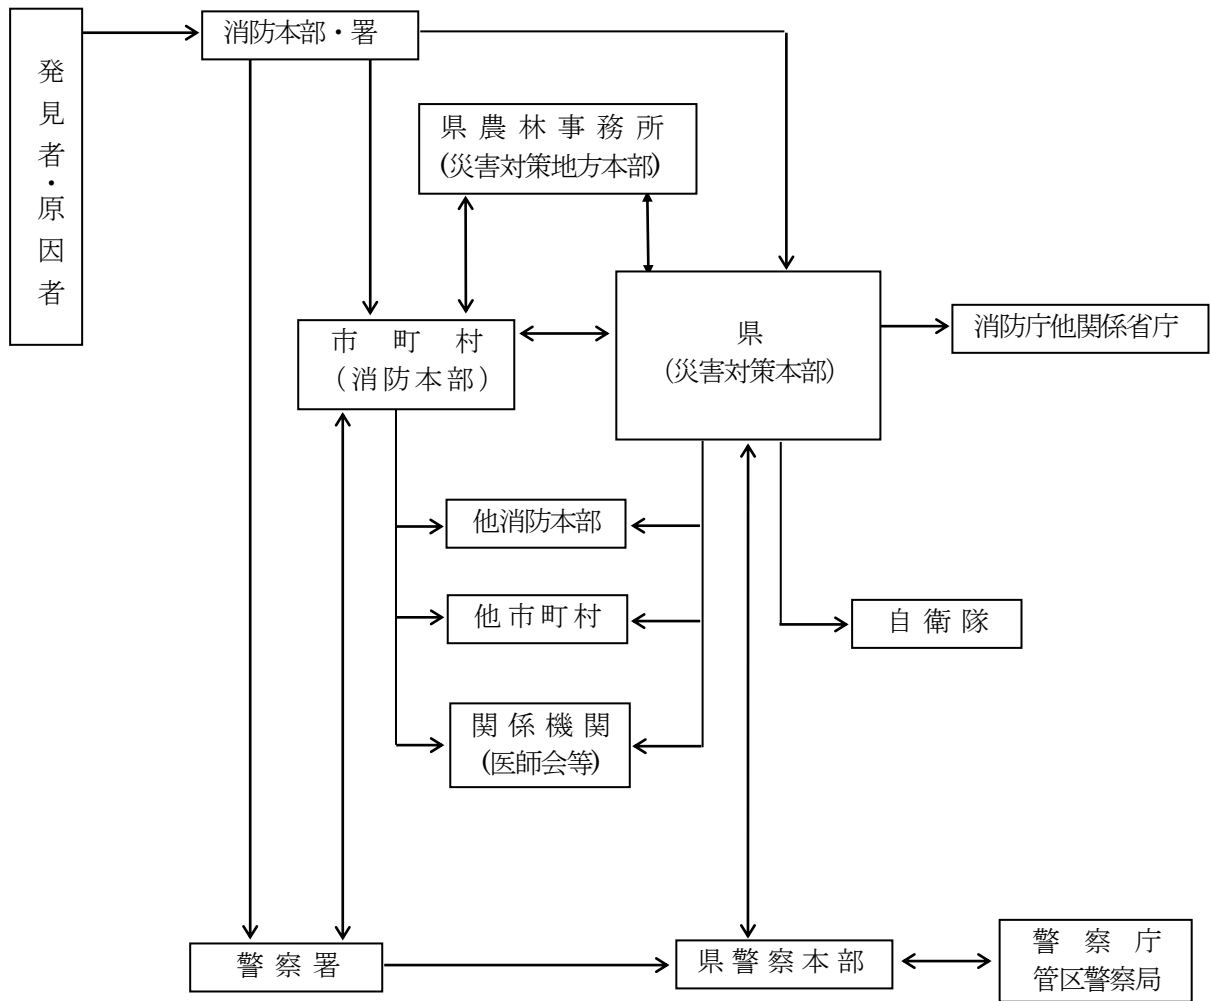 発見者・原因者
消防本部・署
県農林事務所
(災害対策地方本部)
市町村
（消防本部）
県
(災害対策本部)
消防庁他関係省庁
他消防本部
他市町村
自衛隊
関係機関
(医師会等)
警察署
県警察本部
警察庁
管区警察局